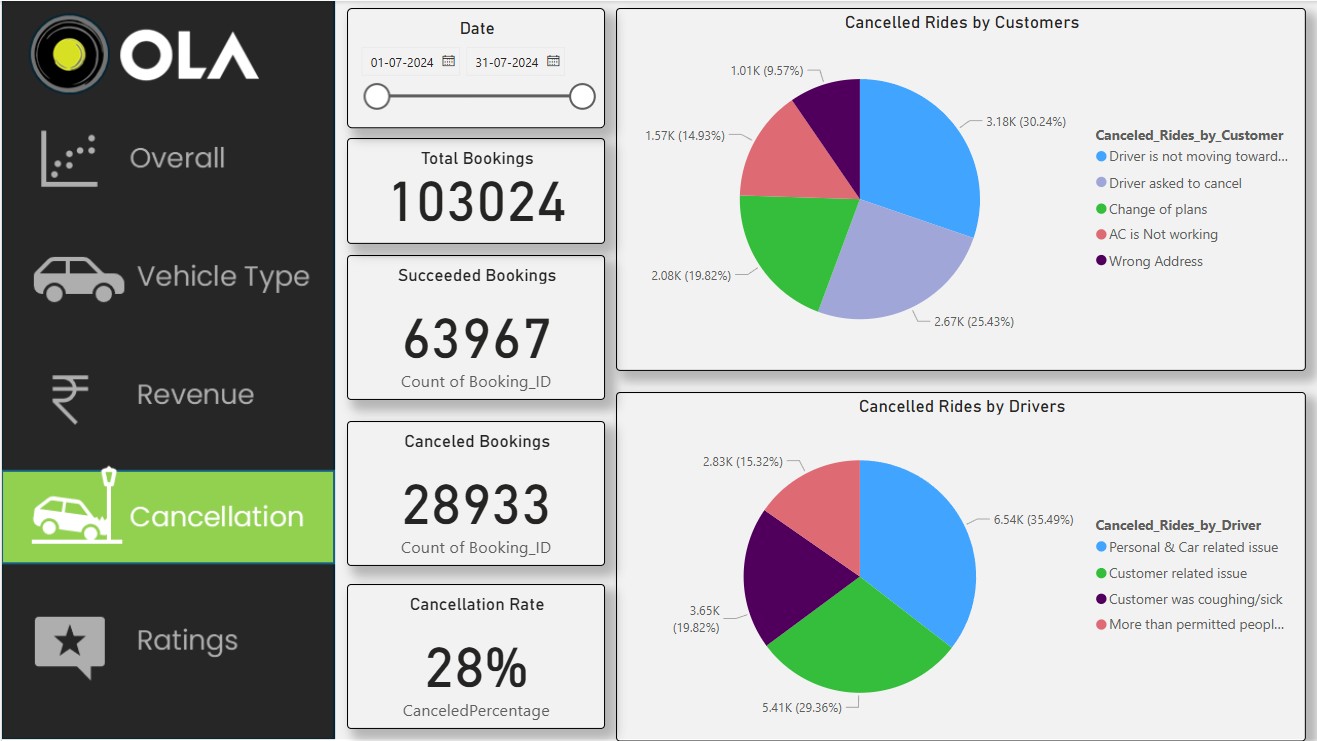 OLA
Overall
Vehicle Type
Revenue
Cancellation
Ratings
Date
01-07-2024 31-07-2024
Total Bookings
103024
Succeeded Bookings
63967
Count of Booking_ID
Canceled Bookings
28933
Count of Booking_ID
Cancellation Rate
28%
CanceledPercentage
Cancelled Rides by Customers
1.01K (9.57%)
3.18K (30.24%)
1.57K (14.93%)
2.08K (19.82%)
2.67K (25.43%)
Canceled_Rides_by_Customer
Driver is not moving toward...
Driver asked to cancel
Change of plans
AC is Not working
Wrong Address
Cancelled Rides by Drivers
2.83K (15.32%)
6.54K (35.49%)
3.65K
(19.82%)
5.41K (29.36%)
Canceled_Rides_by_Driver
Personal & Car related issue
Customer related issue
Customer was coughing/sick
More than permitted peopl...